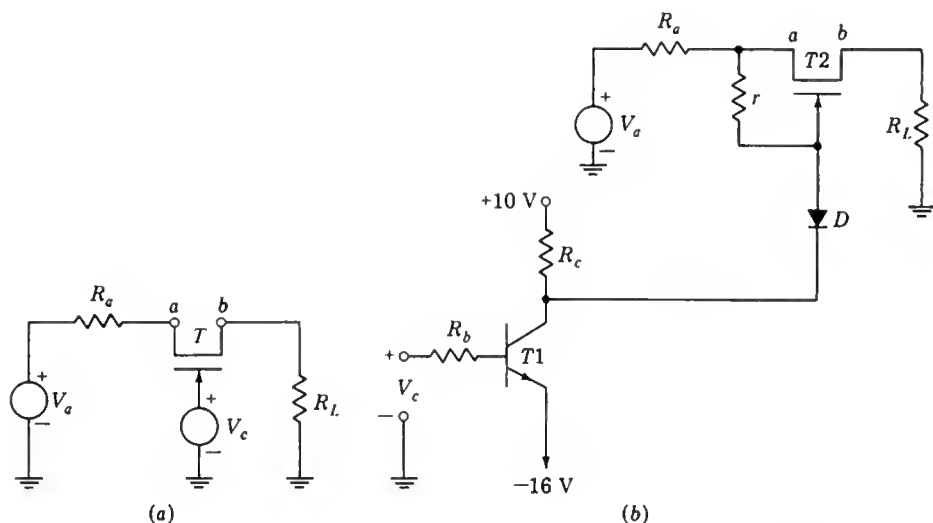 R_a
a
b
T2
r
+
V_a
−
R_L
+10 V
R_c
D
R_a
a
b
T
+
V_a
−
+
V_c
−
R_L
R_b
+
V_c
−
T1
−16 V
(a)
(b)